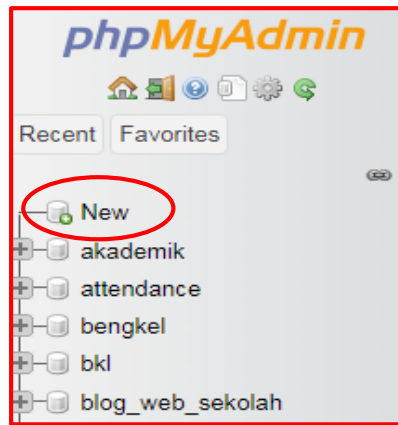 phpMyAdmin
Recent Favorites
New
akademik
attendance
bengkel
bkl
blog_web_sekolah